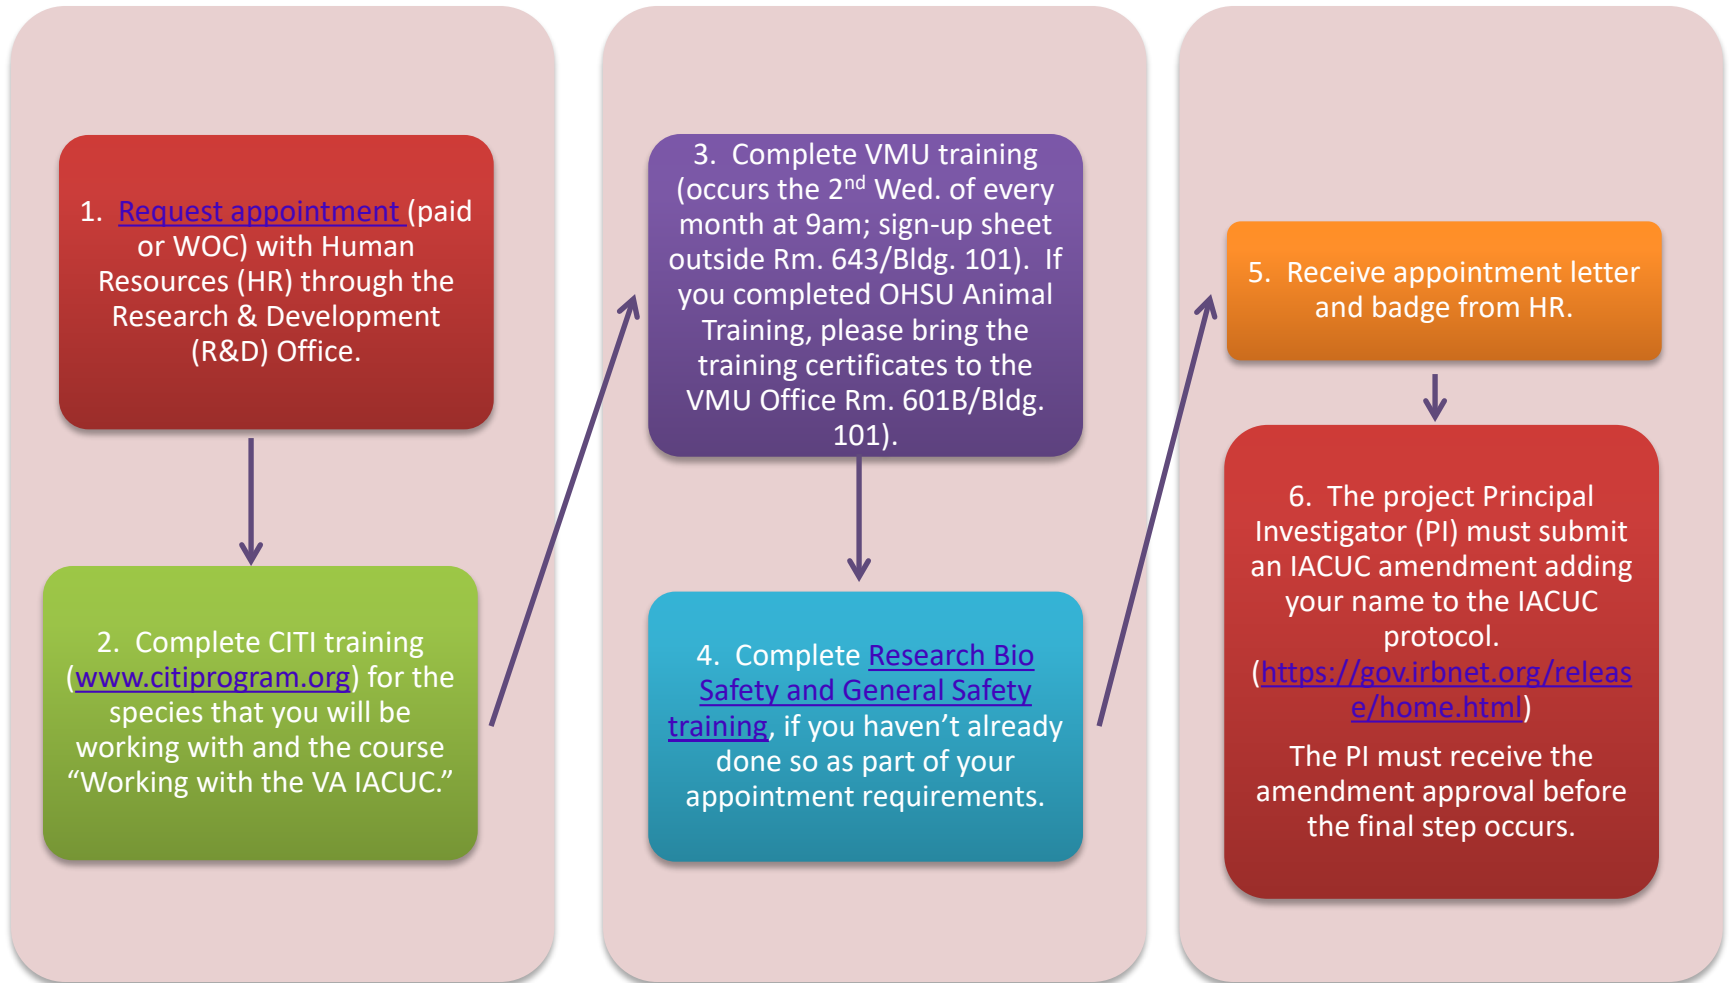 1.  Request appointment (paid
or WOC) with Human
Resources (HR) through the
Research & Development
(R&D) Office.
2.  Complete CITI training
(www.citiprogram.org) for the
species that you will be
working with and the course
“Working with the VA IACUC.”
3.  Complete VMU training
(occurs the 2nd Wed. of every
month at 9am; sign-up sheet
outside Rm. 643/Bldg. 101).  If
you completed OHSU Animal
Training, please bring the
training certificates to the
VMU Office Rm. 601B/Bldg.
101).
4.  Complete Research Bio
Safety and General Safety
training, if you haven’t already
done so as part of your
appointment requirements.
5.  Receive appointment letter
and badge from HR.
6.  The project Principal
Investigator (PI) must submit
an IACUC amendment adding
your name to the IACUC
protocol.
(https://gov.irbnet.org/releas
e/home.html)
The PI must receive the
amendment approval before
the final step occurs.